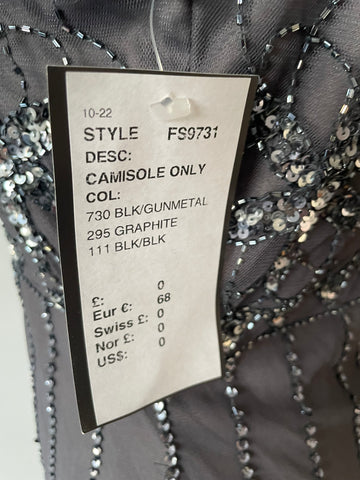 10-22
STYLE FS9731
DESC:
CAMISOLE ONLY
COL:
730 BLK/GUNMETAL
295 GRAPHITE
111 BLK/BLK
£: 0
Eur €: 68
Swiss £: 0
Nor £: 0
US$: 0